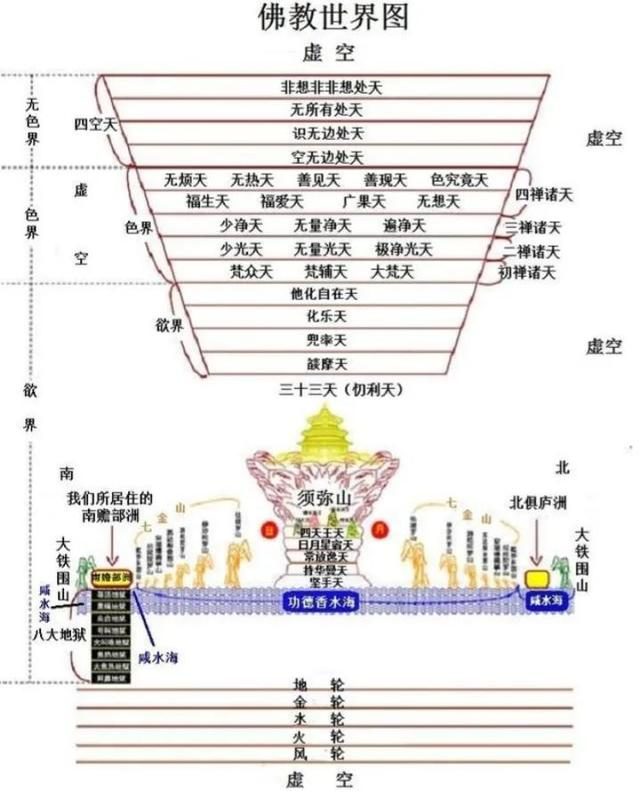 佛教世界图
虚空
非想非非想处天
无所有处天
识无边处天
空无边处天
无色界
四空天
虚空
无烦天 无热天 善见天 善现天 色究竟天
福生天 福爱天 广果天 无想天
少净天 无量净天 遍净天
少光天 无量光天 极净光天
梵众天 梵辅天 大梵天
色界
虚空
色界
四禅诸天
三禅诸天
二禅诸天
初禅诸天
他化自在天
化乐天
兜率天
燄摩天
欲界
虚空
欲界
三十三天（忉利天）
南
北
我们所居住的
南赡部洲
七金山
须弥山
日
月
四天王天
日月星宿天
常放逸天
持华鬘天
坚手天
七金山
北俱庐洲
大铁围山
大铁围山
南赡部洲
咸水海
功德香水海
咸水海
八大地狱
咸水海
地轮
金轮
水轮
火轮
风轮
虚空